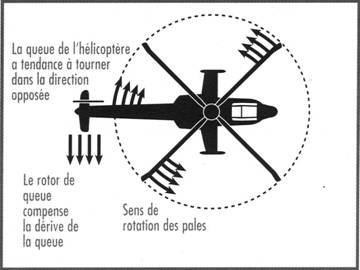 La queue de l'hélicoptère
a tendance à tourner
dans la direction
opposée
Le rotor de
queue
compense
la dérive de
la queue
Sens de
rotation des pales